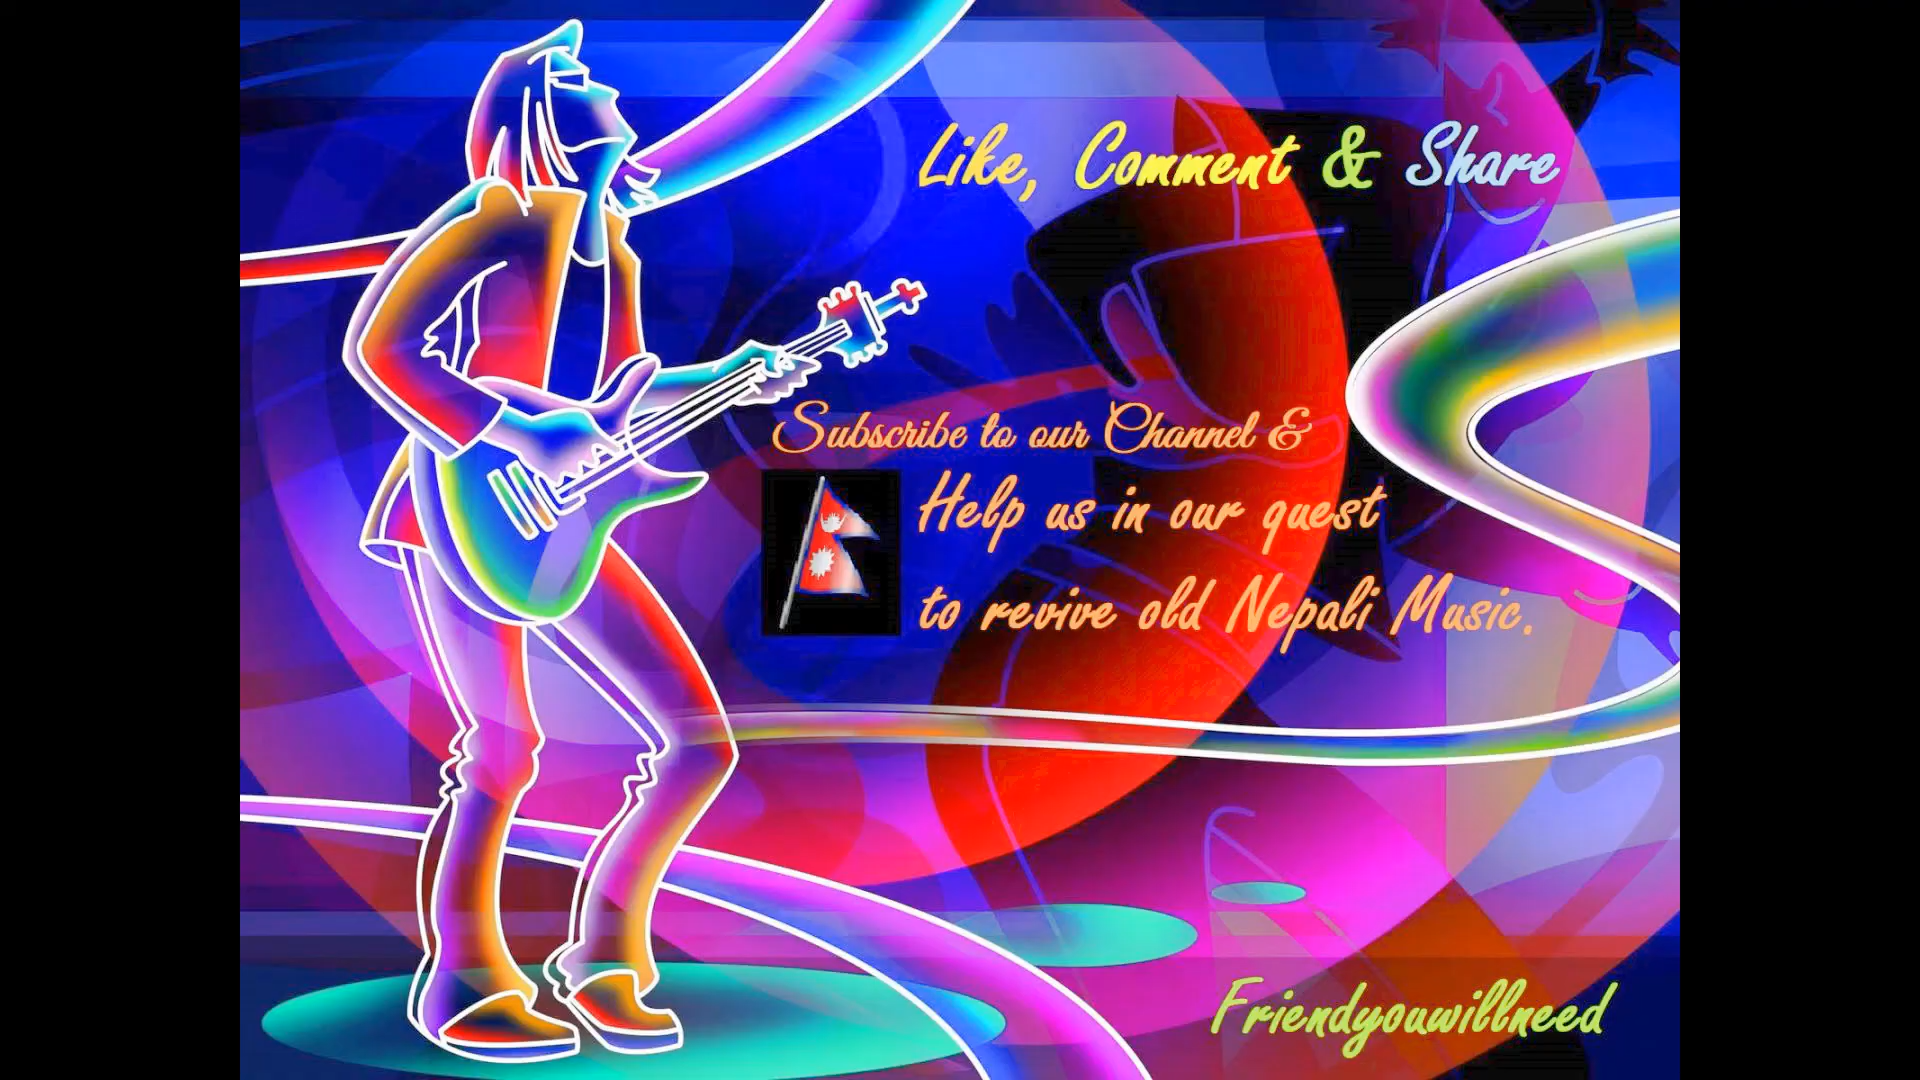 Like, Comment & Share
Subscribe to our Channel &
Help us in our quest
to revive old Nepali Music.
Friendyouwillneed